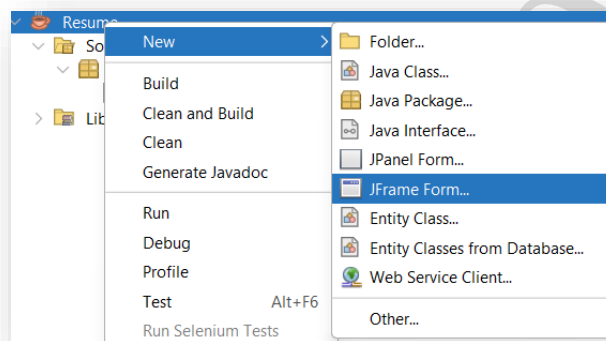 Resume
So
Lib
New
Build
Clean and Build
Clean
Generate Javadoc
Run
Debug
Profile
Test Alt+F6
Run Selenium Tests
Folder...
Java Class...
Java Package...
Java Interface...
JPanel Form...
JFrame Form...
Entity Class...
Entity Classes from Database...
Web Service Client...
Other...